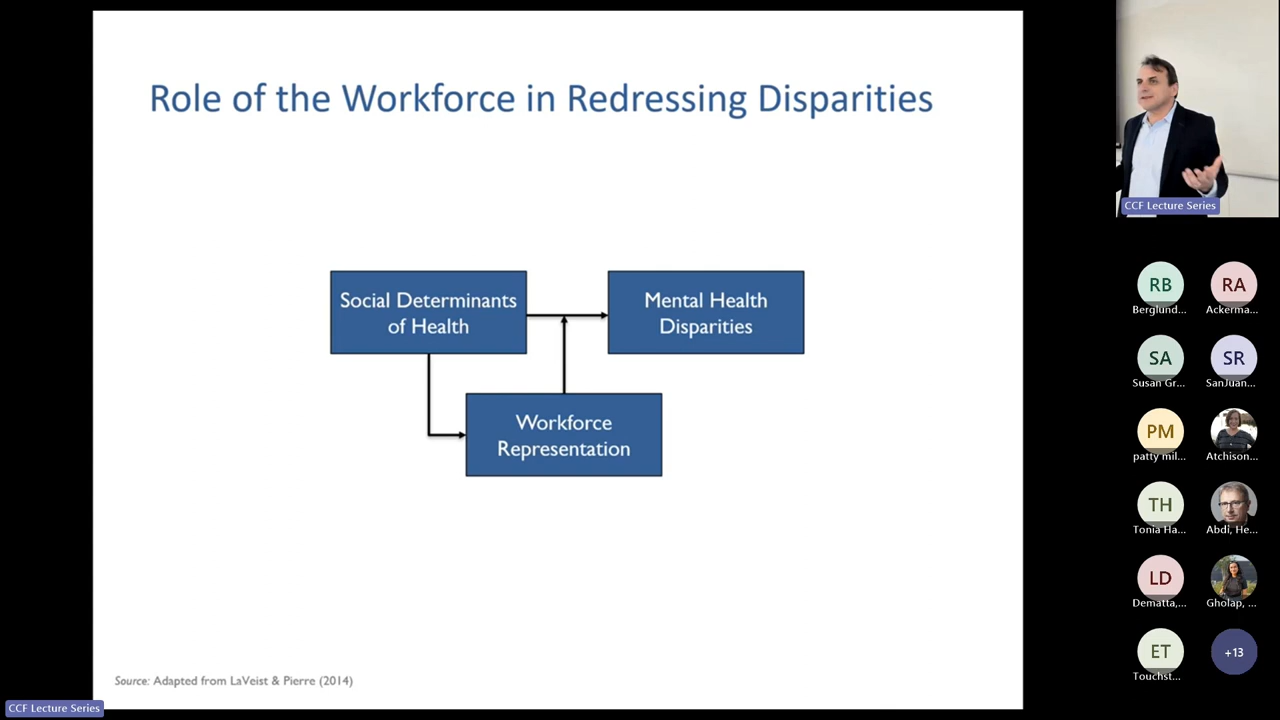 Role of the Workforce in Redressing Disparities
Social Determinants
of Health
Mental Health
Disparities
Workforce
Representation
Source: Adapted from LaVeist & Pierre (2014)
CCF Lecture Series
CCF Lecture Series
RB
Berglund...
RA
Ackerma...
SA
Susan Gr...
SR
SanJuan...
PM
patty mil...
Atchison...
TH
Tonia Ha...
Abdi, He...
LD
Dematta,...
Gholap, ...
ET
Touchst...
+13